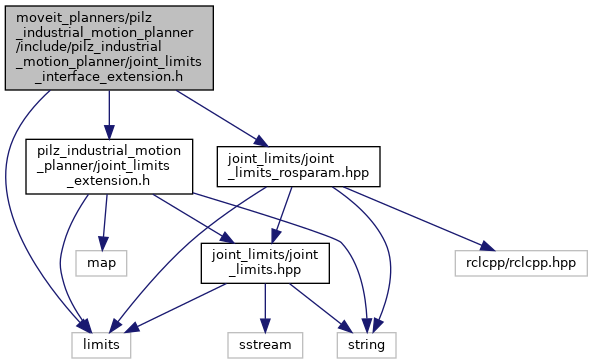 moveit_planners/pilz
_industrial_motion_planner
/include/pilz_industrial
_motion_planner/joint_limits
_interface_extension.h
pilz_industrial_motion
_planner/joint_limits
_extension.h
joint_limits/joint
_limits_rosparam.hpp
joint_limits/joint
_limits.hpp
map
rclcpp/rclcpp.hpp
limits
sstream
string